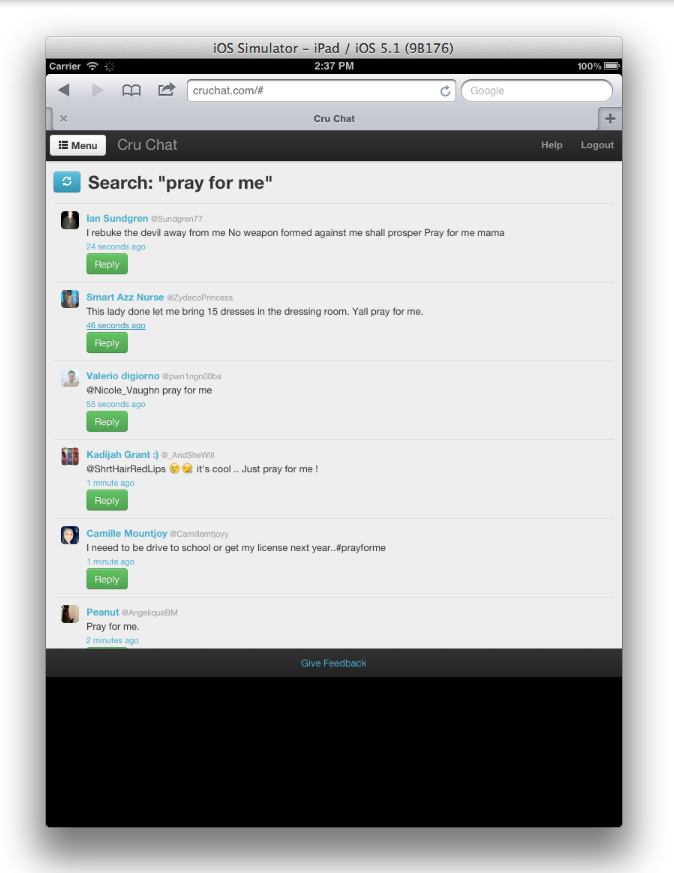 iOS Simulator – iPad / iOS 5.1 (9B176)
Carrier 2:37 PM 100%
cruchat.com/# Google
Cru Chat
Menu Cru Chat Help Logout
Search: "pray for me"
Ian Sundgren @Sundgren77
I rebuke the devil away from me No weapon formed against me shall prosper Pray for me mama
24 seconds ago
Reply
Smart Azz Nurse @ZydecoPrincess
This lady done let me bring 15 dresses in the dressing room. Yall pray for me.
46 seconds ago
Reply
Valerio digiorno @pwn1ngn00bs
@Nicole_Vaughn pray for me
55 seconds ago
Reply
Kadijah Grant :) @_AndSheWill
@ShrtHairRedLips 😢😪 it's cool .. Just pray for me !
1 minute ago
Reply
Camille Mountjoy @Camillemtjoyy
I neeed to be drive to school or get my license next year..#prayforme
1 minute ago
Reply
Peanut @AngeliqueBM
Pray for me.
2 minutes ago
Give Feedback